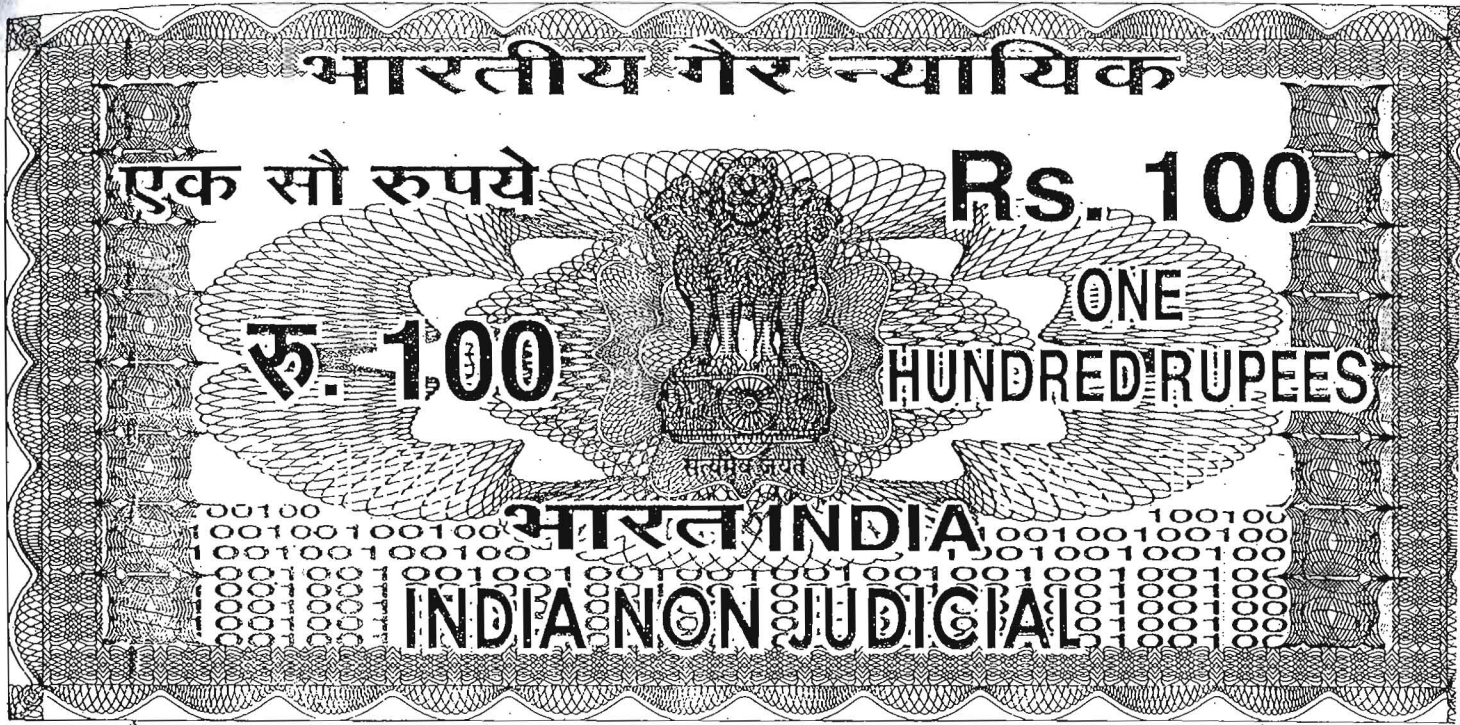 भारतीय गैर न्यायिक
एक सौ रुपये
Rs. 100
रु. 100
ONE
HUNDRED RUPEES
सत्यमेव जयते
भारत INDIA
INDIA NON JUDICIAL